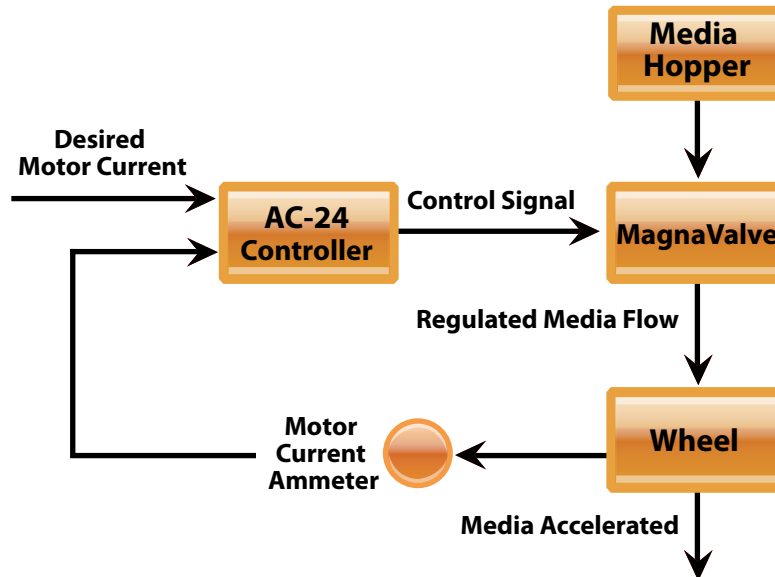 Media
Hopper
Desired
Motor Current
AC-24
Controller
Control Signal
MagnaValve
Regulated Media Flow
Motor
Current
Ammeter
Wheel
Media Accelerated